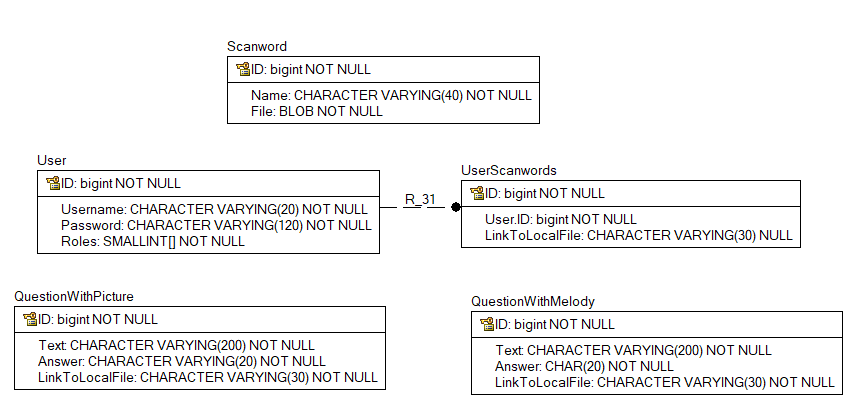 Scanword
ID: bigint NOT NULL
Name: CHARACTER VARYING(40) NOT NULL
File: BLOB NOT NULL
User
ID: bigint NOT NULL
Username: CHARACTER VARYING(20) NOT NULL
Password: CHARACTER VARYING(120) NOT NULL
Roles: SMALLINT[] NOT NULL
R_31
UserScanwords
ID: bigint NOT NULL
User.ID: bigint NOT NULL
LinkToLocalFile: CHARACTER VARYING(30) NULL
QuestionWithPicture
ID: bigint NOT NULL
Text: CHARACTER VARYING(200) NOT NULL
Answer: CHARACTER VARYING(20) NOT NULL
LinkToLocalFile: CHARACTER VARYING(30) NOT NULL
QuestionWithMelody
ID: bigint NOT NULL
Text: CHARACTER VARYING(200) NOT NULL
Answer: CHAR(20) NOT NULL
LinkToLocalFile: CHARACTER VARYING(30) NOT NULL